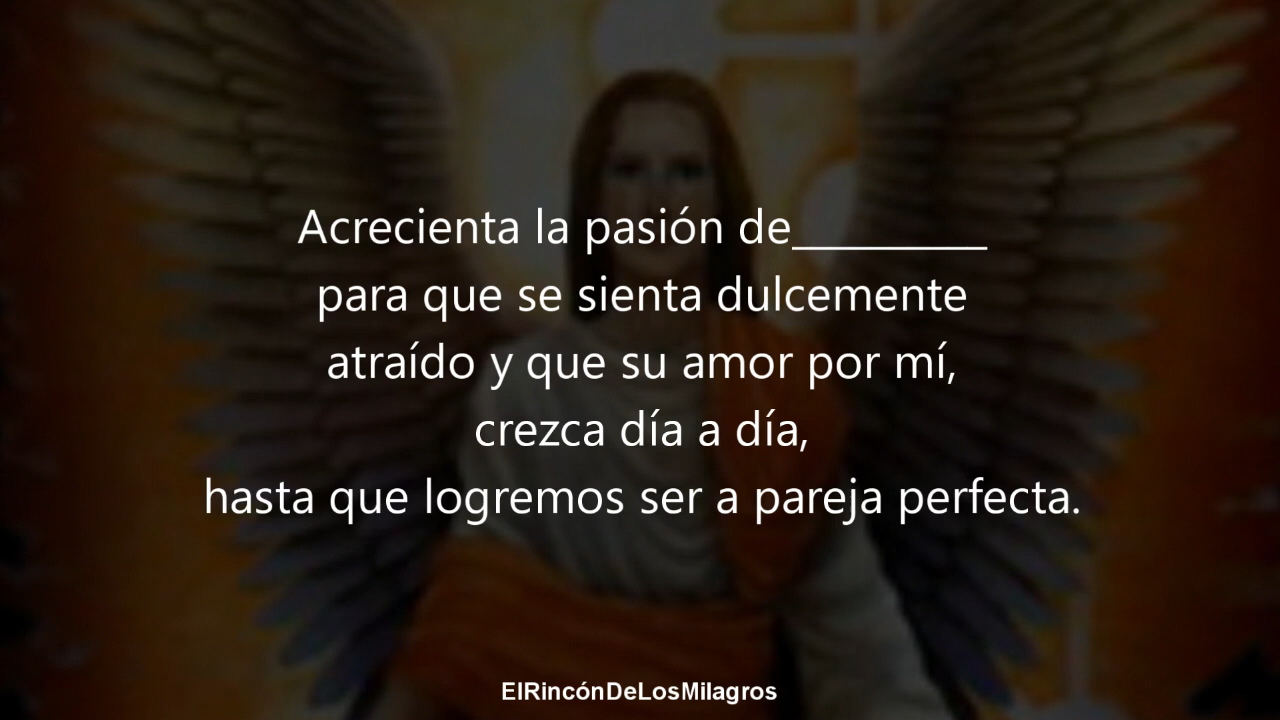 Acrecienta la pasión de__________
para que se sienta dulcemente
atraído y que su amor por mí,
crezca día a día,
hasta que logremos ser a pareja perfecta.
ElRincónDeLosMilagros